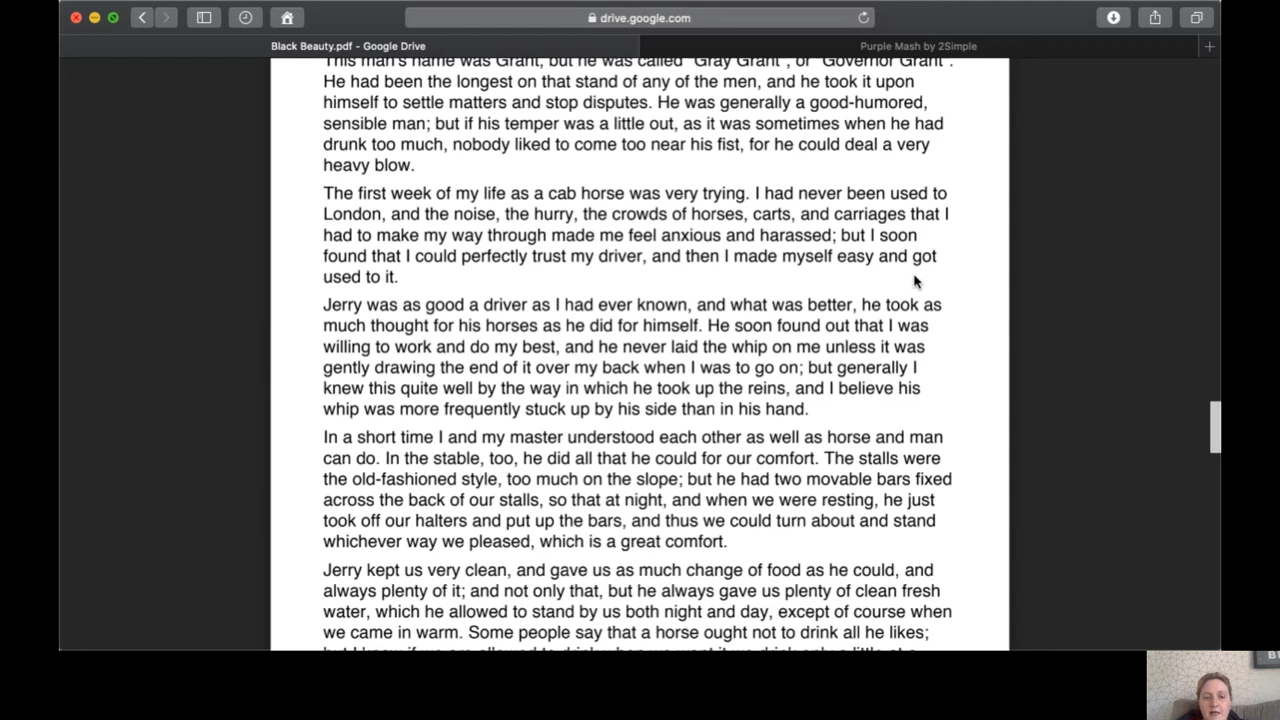 drive.google.com
Black Beauty.pdf - Google Drive
Purple Mash by 2Simple
This man's name was Grant, but he was called "Gray Grant", or "Governor Grant".
He had been the longest on that stand of any of the men, and he took it upon
himself to settle matters and stop disputes. He was generally a good-humored,
sensible man; but if his temper was a little out, as it was sometimes when he had
drunk too much, nobody liked to come too near his fist, for he could deal a very
heavy blow.
The first week of my life as a cab horse was very trying. I had never been used to
London, and the noise, the hurry, the crowds of horses, carts, and carriages that I
had to make my way through made me feel anxious and harassed; but I soon
found that I could perfectly trust my driver, and then I made myself easy and got
used to it.
Jerry was as good a driver as I had ever known, and what was better, he took as
much thought for his horses as he did for himself. He soon found out that I was
willing to work and do my best, and he never laid the whip on me unless it was
gently drawing the end of it over my back when I was to go on; but generally I
knew this quite well by the way in which he took up the reins, and I believe his
whip was more frequently stuck up by his side than in his hand.
In a short time I and my master understood each other as well as horse and man
can do. In the stable, too, he did all that he could for our comfort. The stalls were
the old-fashioned style, too much on the slope; but he had two movable bars fixed
across the back of our stalls, so that at night, and when we were resting, he just
took off our halters and put up the bars, and thus we could turn about and stand
whichever way we pleased, which is a great comfort.
Jerry kept us very clean, and gave us as much change of food as he could, and
always plenty of it; and not only that, but he always gave us plenty of clean fresh
water, which he allowed to stand by us both night and day, except of course when
we came in warm. Some people say that a horse ought not to drink all he likes;